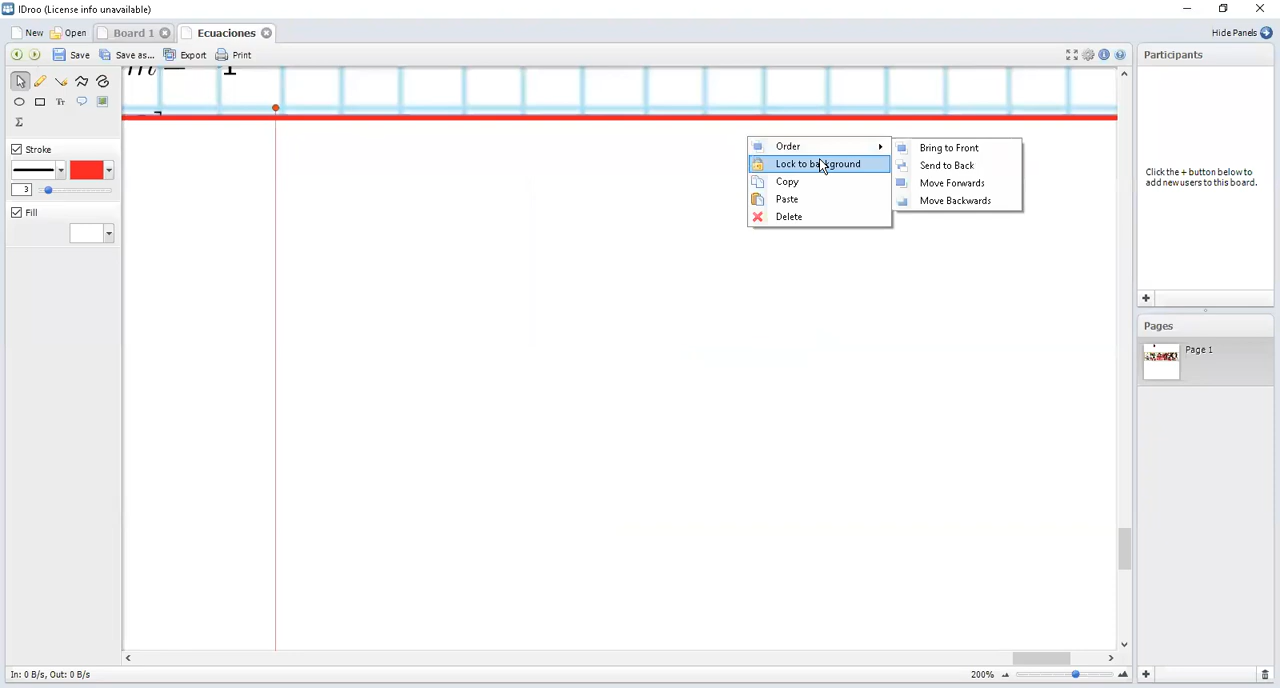 IDroo (License info unavailable)
New Open Board 1 Ecuaciones Hide Panels
Save Save as... Export Print
Participants
Tr
Σ
Stroke
3
Fill
Order
Lock to background
Copy
Paste
Delete
Bring to Front
Send to Back
Move Forwards
Move Backwards
Click the + button below to
add new users to this board.
Pages
Page 1
In: 0 B/s, Out: 0 B/s
200%